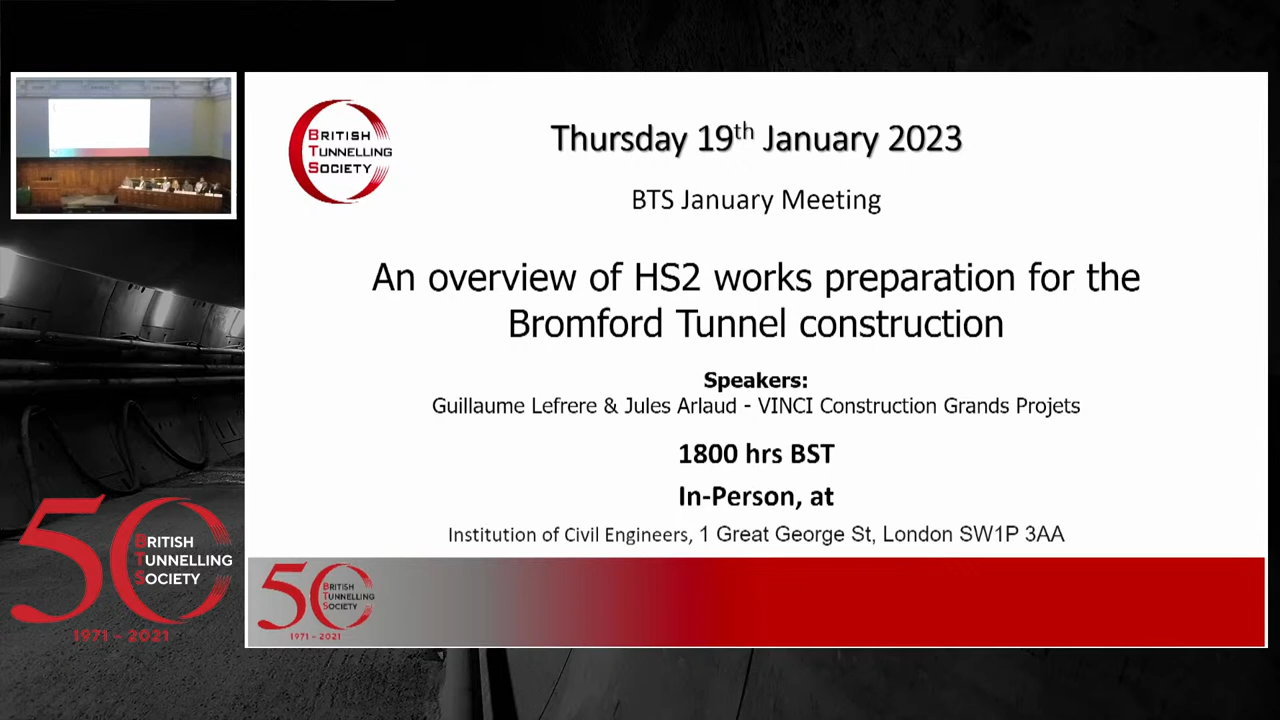 BRITISH
TUNNELLING
SOCIETY
Thursday 19th January 2023
BTS January Meeting
An overview of HS2 works preparation for the
Bromford Tunnel construction
Speakers:
Guillaume Lefrere & Jules Arlaud - VINCI Construction Grands Projets
1800 hrs BST
In-Person, at
Institution of Civil Engineers, 1 Great George St, London SW1P 3AA
50
BRITISH
TUNNELLING
SOCIETY
1971 - 2021
50
BRITISH
TUNNELLING
SOCIETY
1971 - 2021